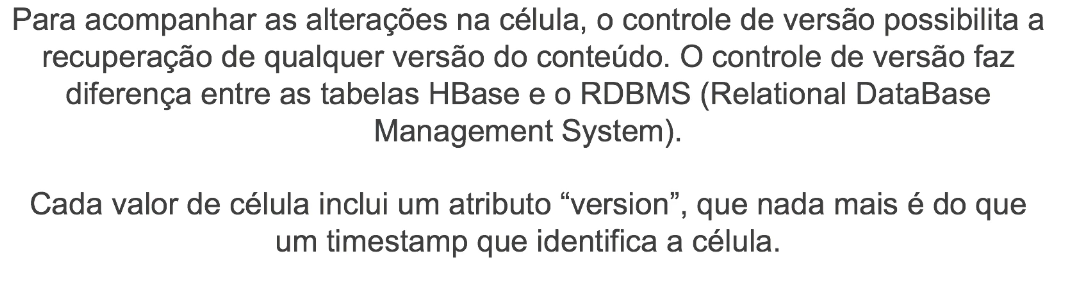 Para acompanhar as alterações na célula, o controle de versão possibilita a
recuperação de qualquer versão do conteúdo. O controle de versão faz
diferença entre as tabelas HBase e o RDBMS (Relational DataBase
Management System).
Cada valor de célula inclui um atributo “version”, que nada mais é do que
um timestamp que identifica a célula.